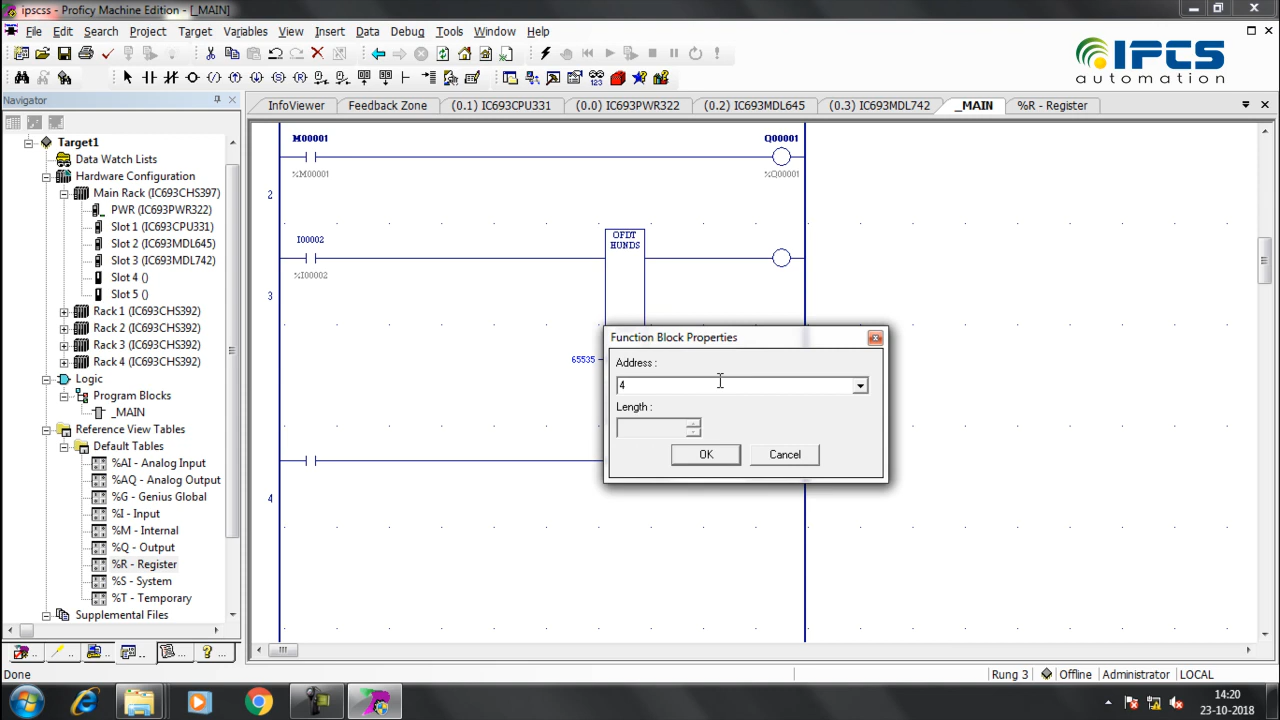 ipscss - Proficy Machine Edition - [_MAIN]
File Edit Search Project Target Variables View Insert Data Debug Tools Window Help
IPCS
automation
Navigator
InfoViewer Feedback Zone (0.1) IC693CPU331 (0.0) IC693PWR322 (0.2) IC693MDL645 (0.3) IC693MDL742 _MAIN %R - Register
Target1
Data Watch Lists
Hardware Configuration
Main Rack (IC693CHS397)
PWR (IC693PWR322)
Slot 1 (IC693CPU331)
Slot 2 (IC693MDL645)
Slot 3 (IC693MDL742)
Slot 4 ()
Slot 5 ()
Rack 1 (IC693CHS392)
Rack 2 (IC693CHS392)
Rack 3 (IC693CHS392)
Rack 4 (IC693CHS392)
Logic
Program Blocks
_MAIN
Reference View Tables
Default Tables
%AI - Analog Input
%AQ - Analog Output
%G - Genius Global
%I - Input
%M - Internal
%Q - Output
%R - Register
%S - System
%T - Temporary
Supplemental Files
M00001 Q00001
%M00001 %Q00001
2
I00002
OFDT
HUNDS
%I00002
3
65535
4
Function Block Properties
Address :
4
Length :
OK Cancel
Done
Rung 3 Offline Administrator LOCAL
14:20
23-10-2018